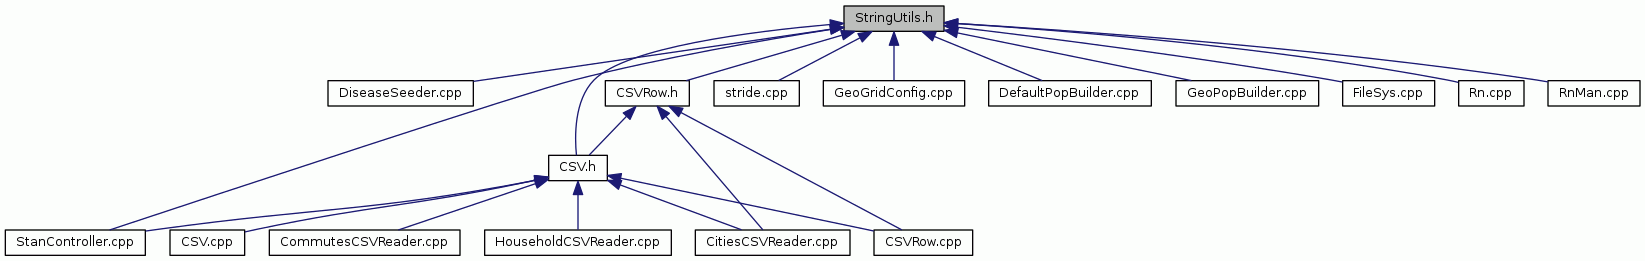 StringUtils.h
DiseaseSeeder.cpp
CSVRow.h
stride.cpp
GeoGridConfig.cpp
DefaultPopBuilder.cpp
GeoPopBuilder.cpp
FileSys.cpp
Rn.cpp
RnMan.cpp
CSV.h
StanController.cpp
CSV.cpp
CommutesCSVReader.cpp
HouseholdCSVReader.cpp
CitiesCSVReader.cpp
CSVRow.cpp